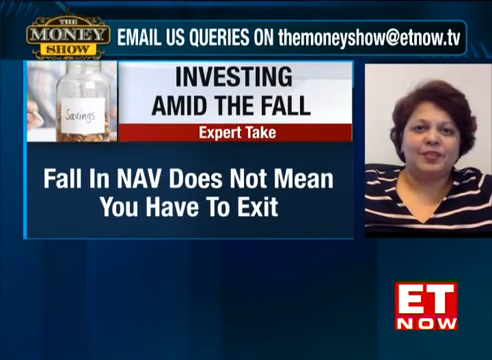 THE
MONEY
SHOW
EMAIL US QUERIES ON themoneyshow@etnow.tv
Savings
INVESTING
AMID THE FALL
Expert Take
Fall In NAV Does Not Mean
You Have To Exit
ET
NOW